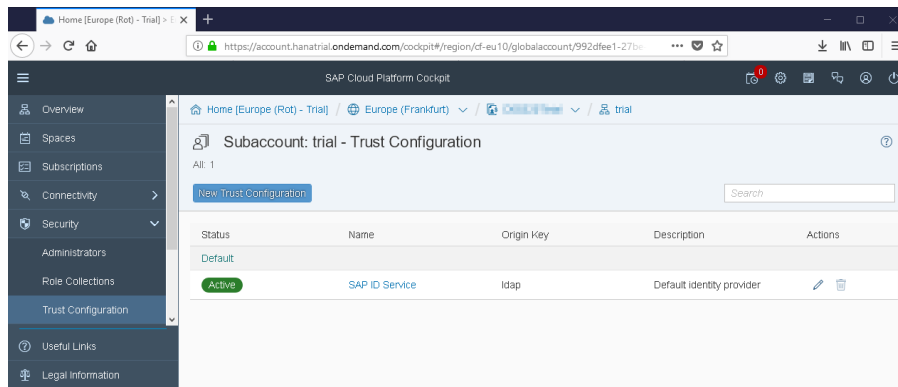 Home [Europe (Rot) - Trial] >
https://account.hanatrial.ondemand.com/cockpit#/region/cf-eu10/globalaccount/992dfee1-27be
SAP Cloud Platform Cockpit
0
Overview
Home [Europe (Rot) - Trial] / Europe (Frankfurt) / / trial
Spaces
Subaccount: trial - Trust Configuration
All: 1
Subscriptions
Connectivity
New Trust Configuration
Search
Security
Status Name Origin Key Description Actions
Administrators
Default
Role Collections
Active SAP ID Service ldap Default identity provider
Trust Configuration
Useful Links
Legal Information